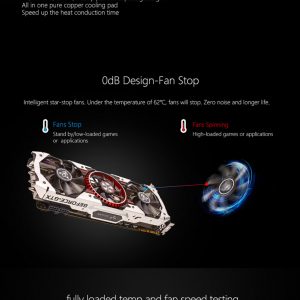 All in one pure copper cooling pad
Speed up the heat conduction time
0dB Design-Fan Stop
Intelligent star-stop fans. Under the temperature of 62℃, fans will stop. Zero noise and longer life.
Fans Stop
Fans Spinning
Stand by/low-loaded games
or applications
High-loaded games or applications
GEFORCE GTX
fully loaded temp and fan speed testing